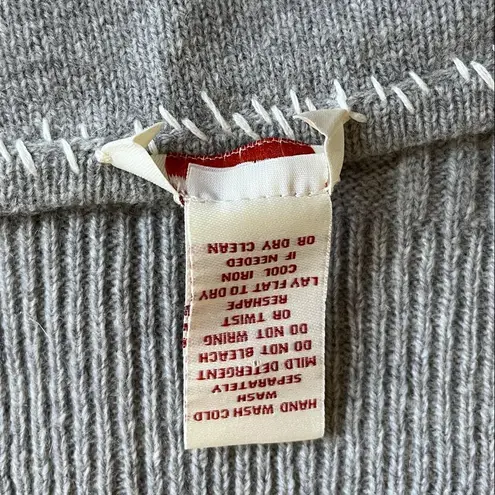 HAND WASH COLD
WASH
SEPARATELY
MILD DETERGENT
DO NOT BLEACH
DO NOT WRING
OR TWIST
RESHAPE
LAY FLAT TO DRY
COOL IRON
IF NEEDED
OR DRY CLEAN